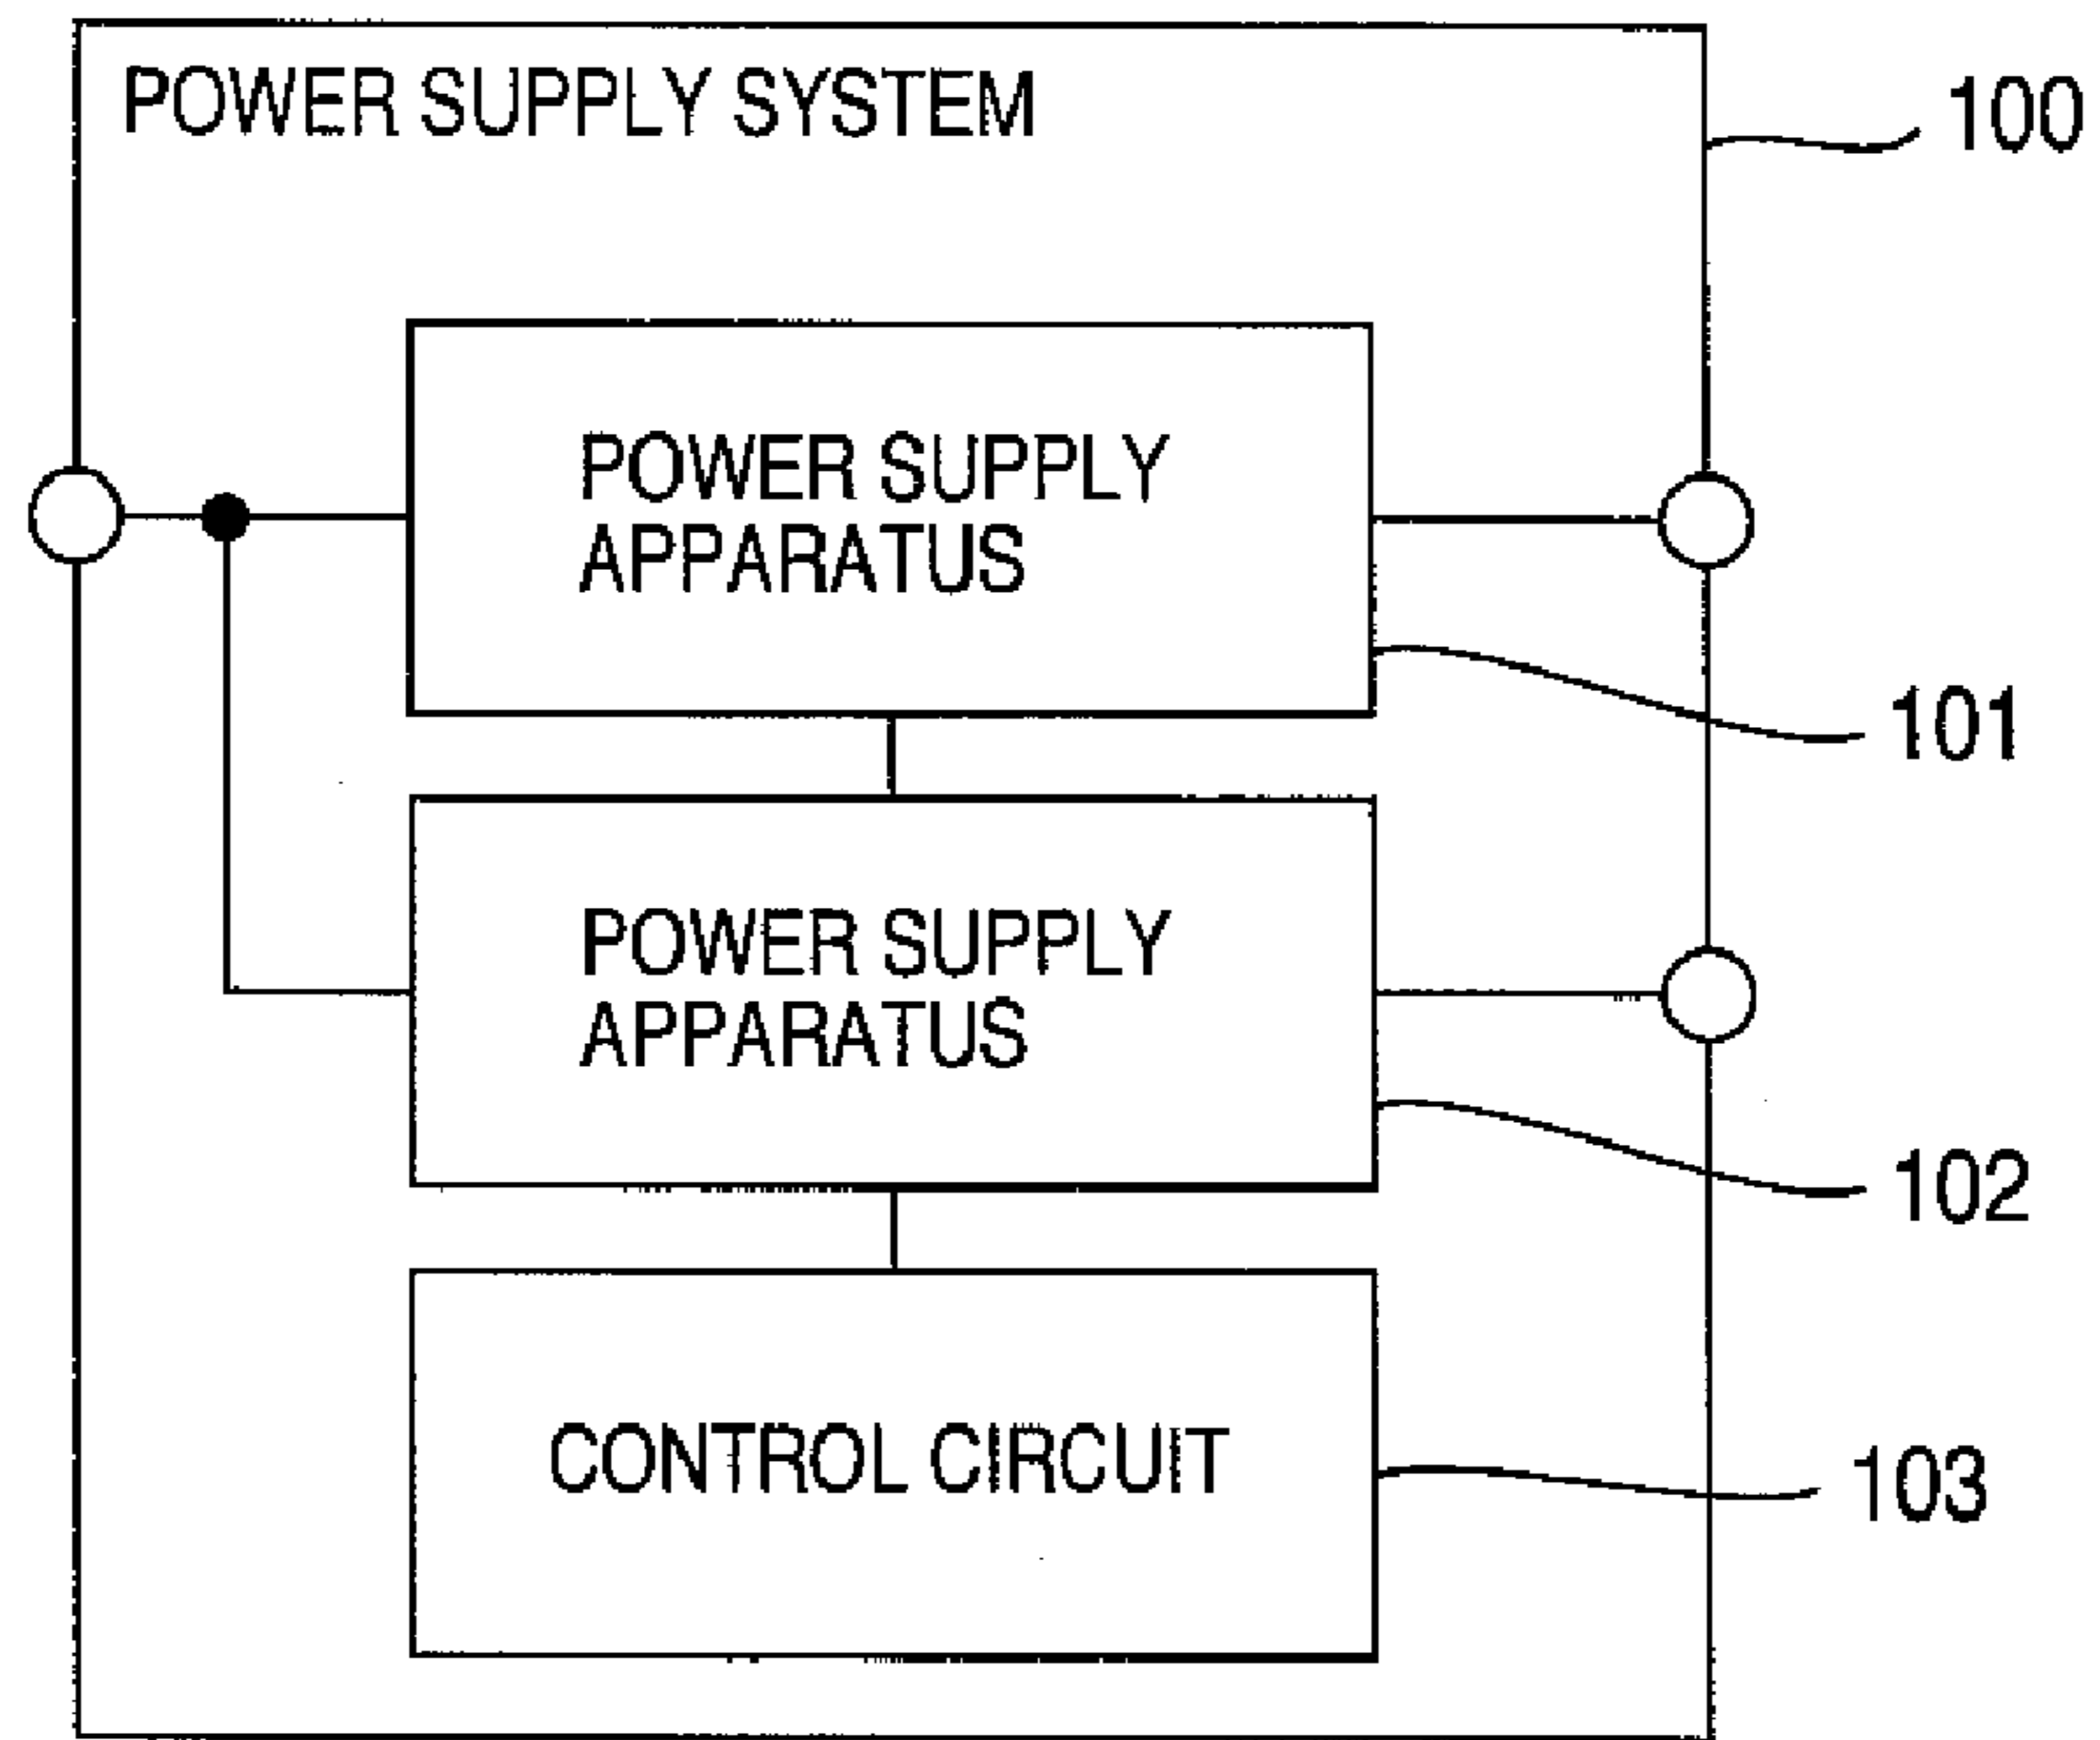 POWER SUPPLY SYSTEM
100
POWER SUPPLY
APPARATUS
101
POWER SUPPLY
APPARATUS
102
CONTROL CIRCUIT
103